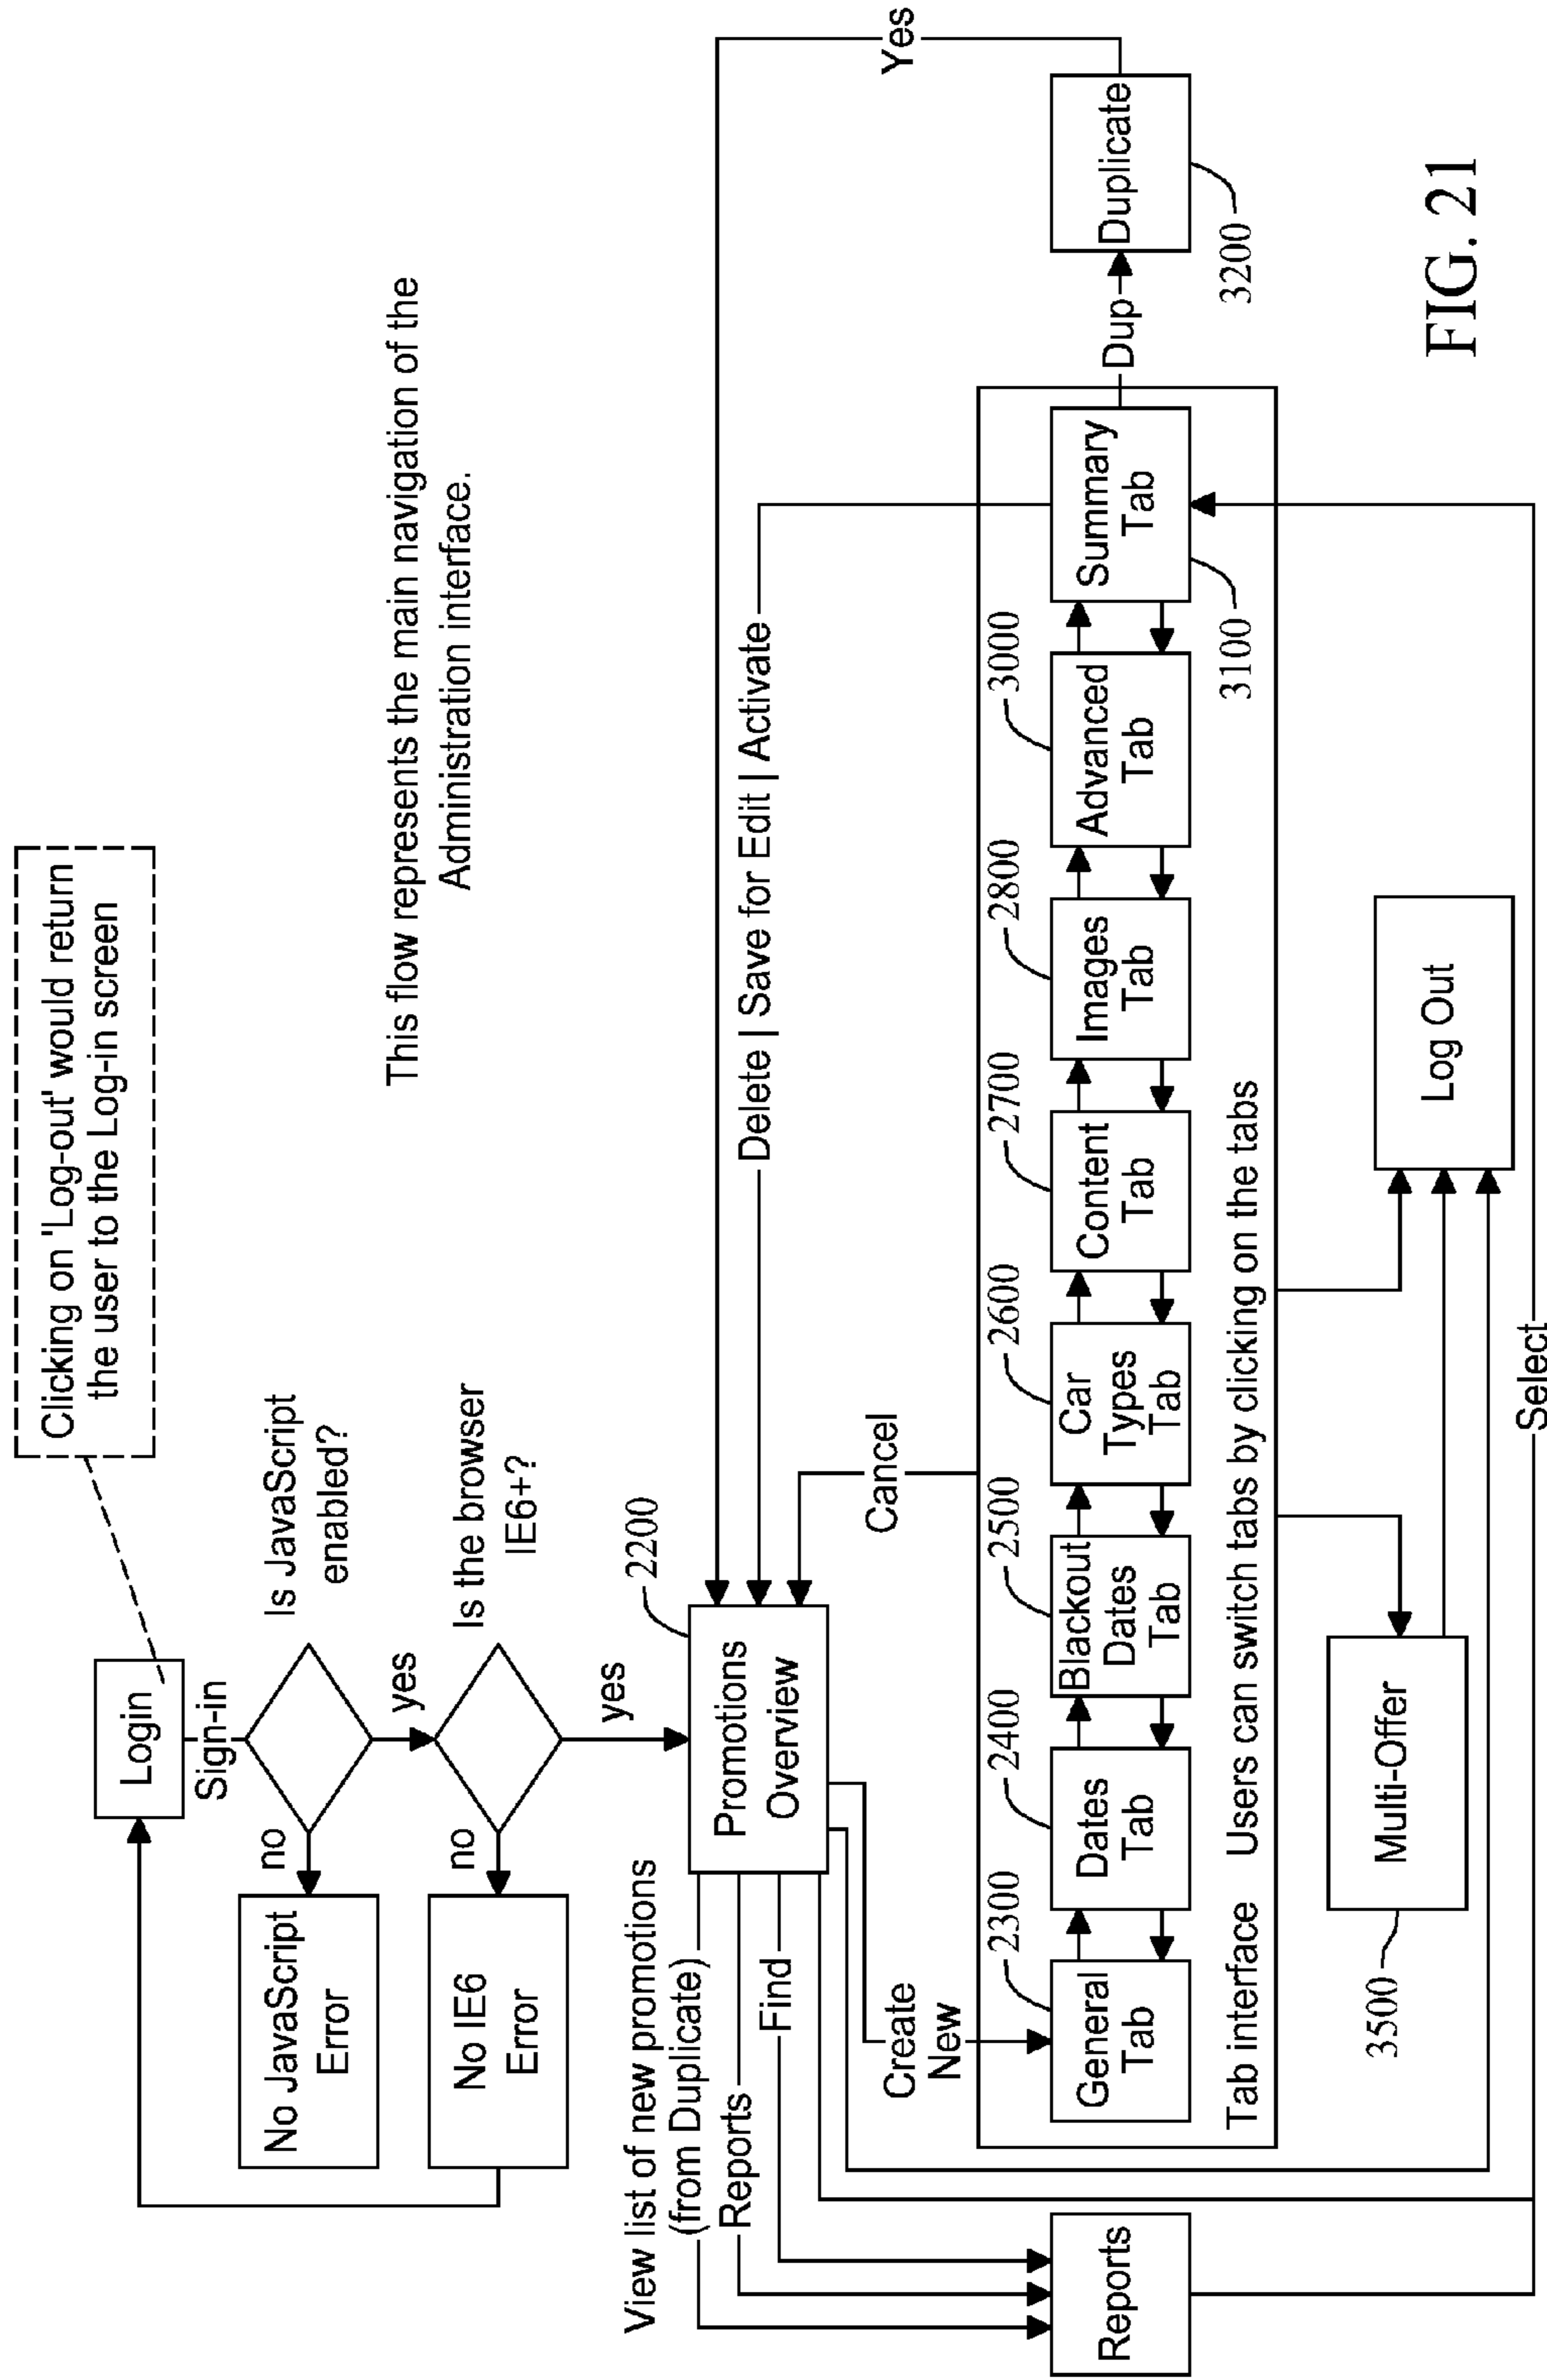 Clicking on 'Log-out' would return
the user to the Log-in screen
Login
Sign-in
Is JavaScript
enabled?
no
yes
No JavaScript
Error
Is the browser
IE6+?
no
yes
No IE6
Error
This flow represents the main navigation of the
Administration interface.
2200
Promotions
Overview
View list of new promotions
(from Duplicate)
Reports
Find
Create
New
Cancel
Delete | Save for Edit | Activate
Yes
Reports
2300
General
Tab
2400
Dates
Tab
2500
Blackout
Dates
Tab
2600
Car
Types
Tab
2700
Content
Tab
2800
Images
Tab
3000
Advanced
Tab
Summary
Tab
3100
Dup
Duplicate
3200
Tab interface
Users can switch tabs by clicking on the tabs
Multi-Offer
3500
Log Out
Select
FIG. 21